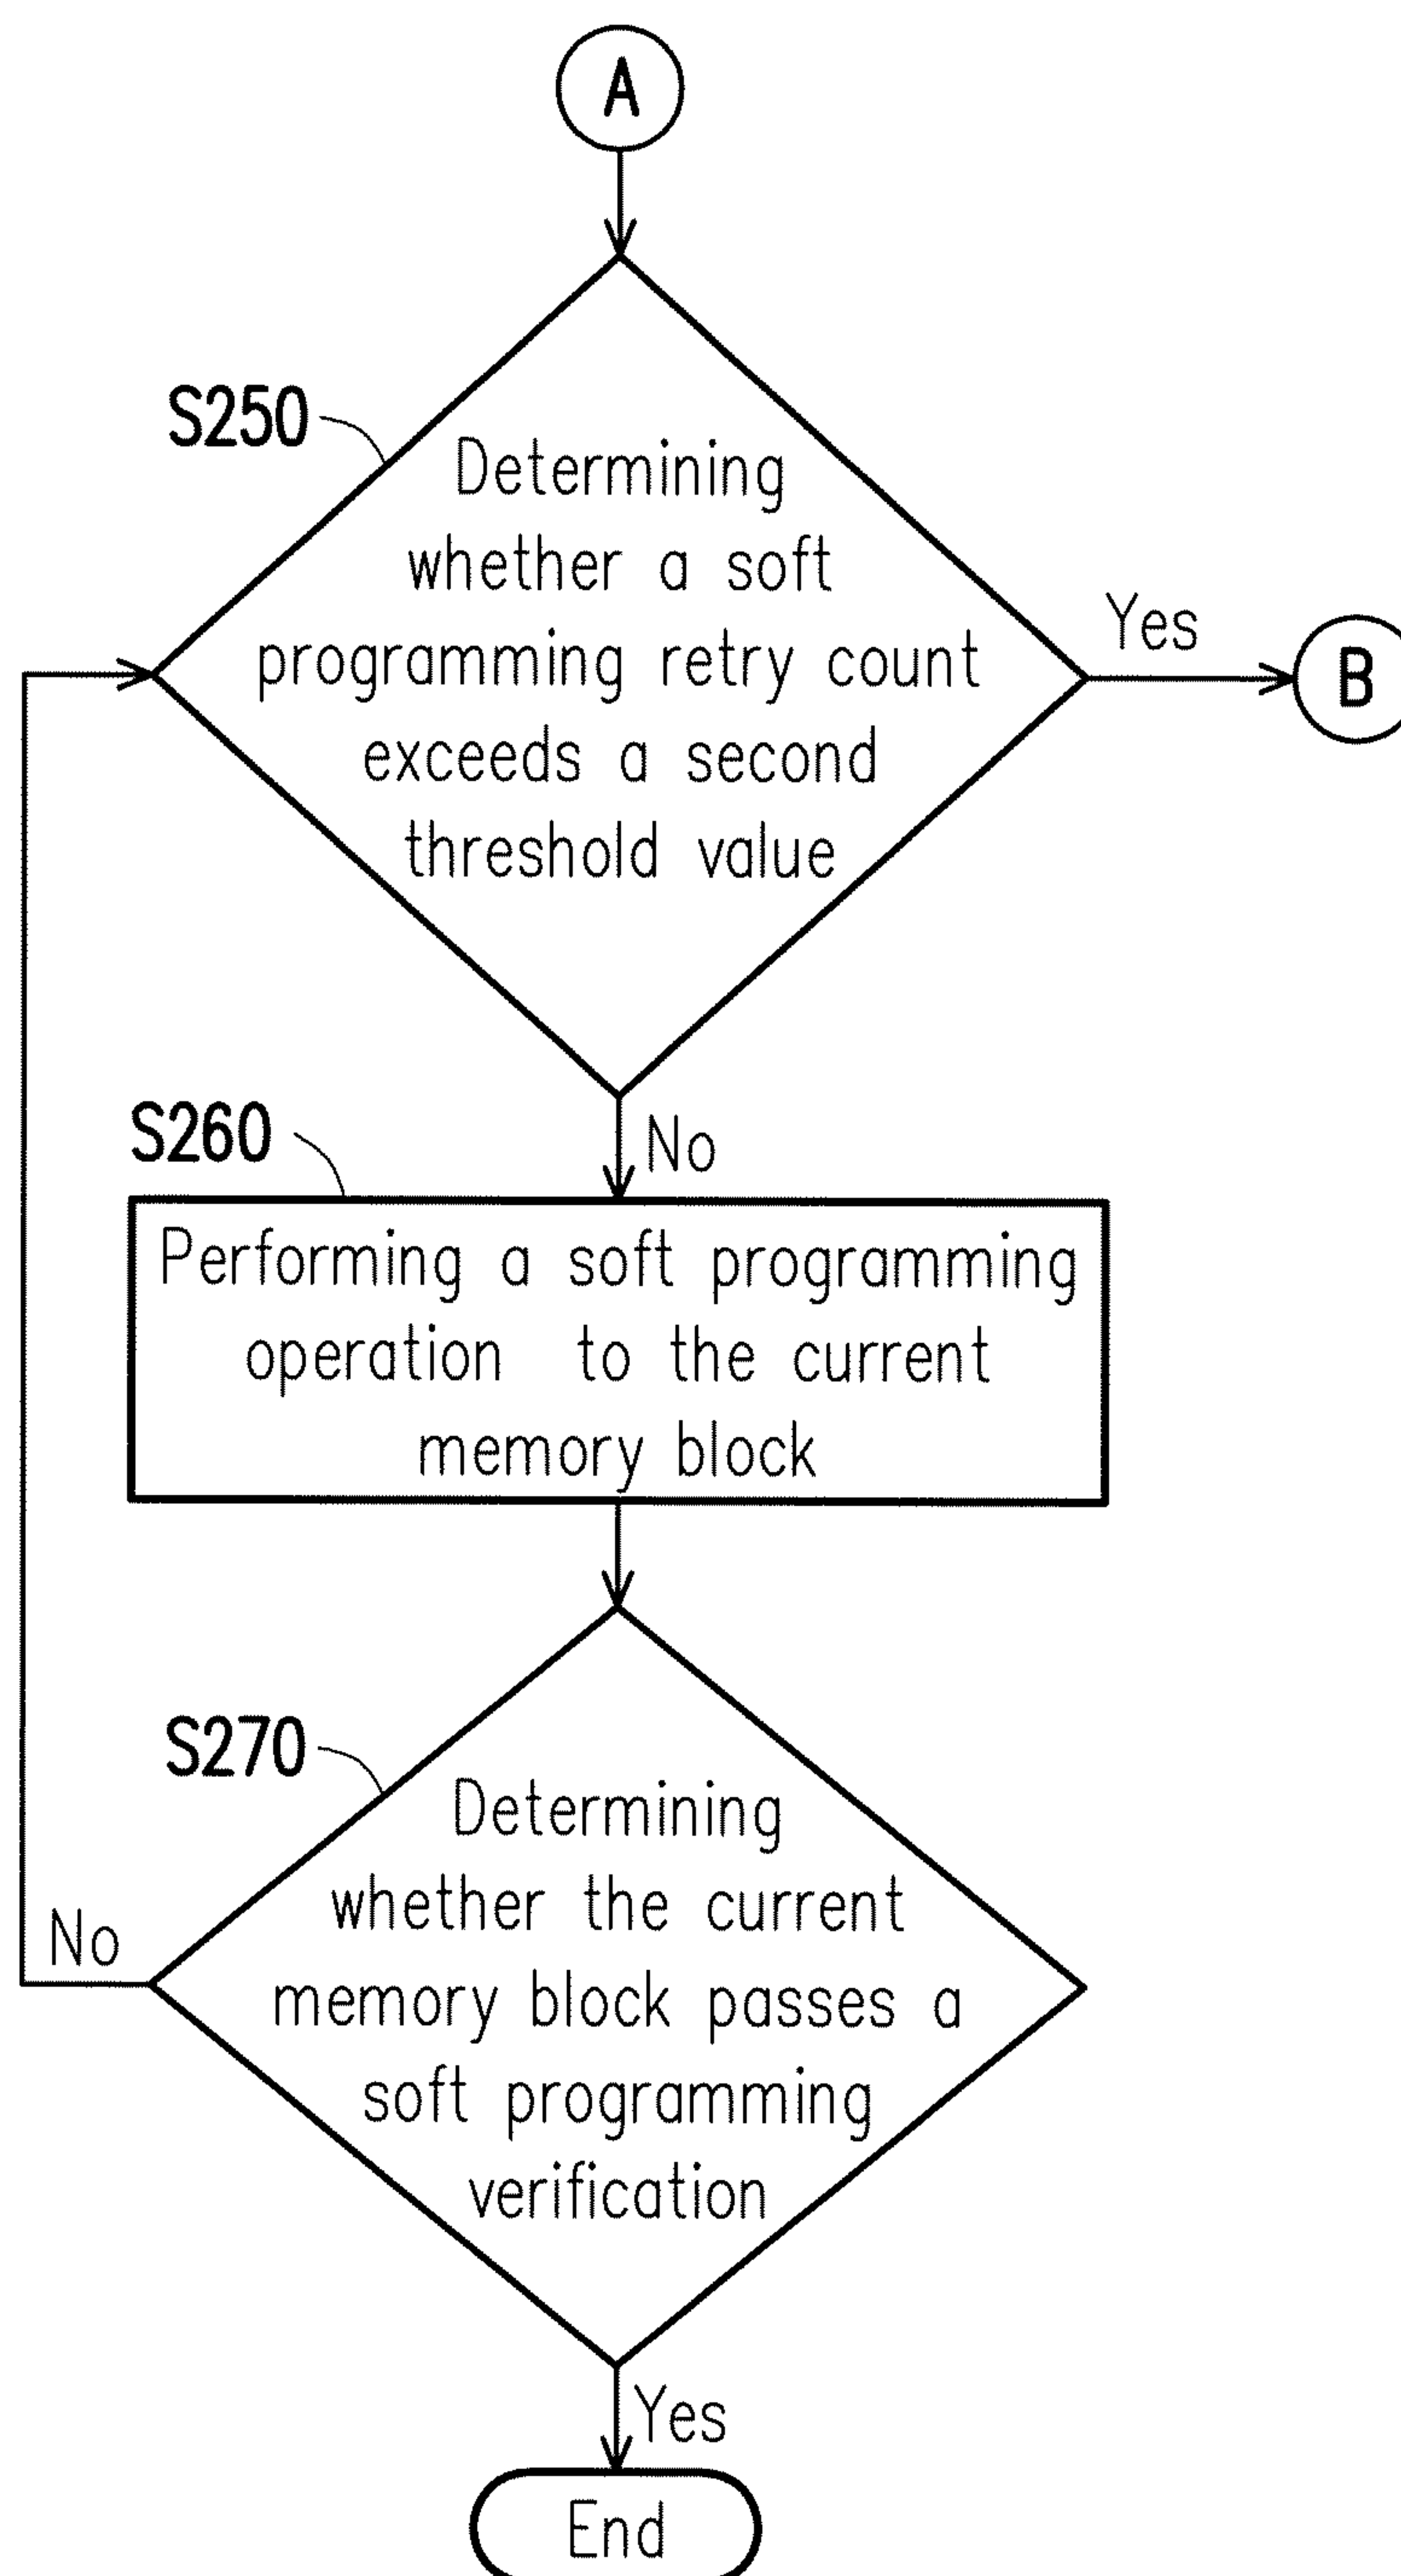 A
S250
Determining
whether a soft
programming retry count
exceeds a second
threshold value
Yes
B
No
S260
Performing a soft programming
operation to the current
memory block
S270
Determining
whether the current
memory block passes a
soft programming
verification
No
Yes
End